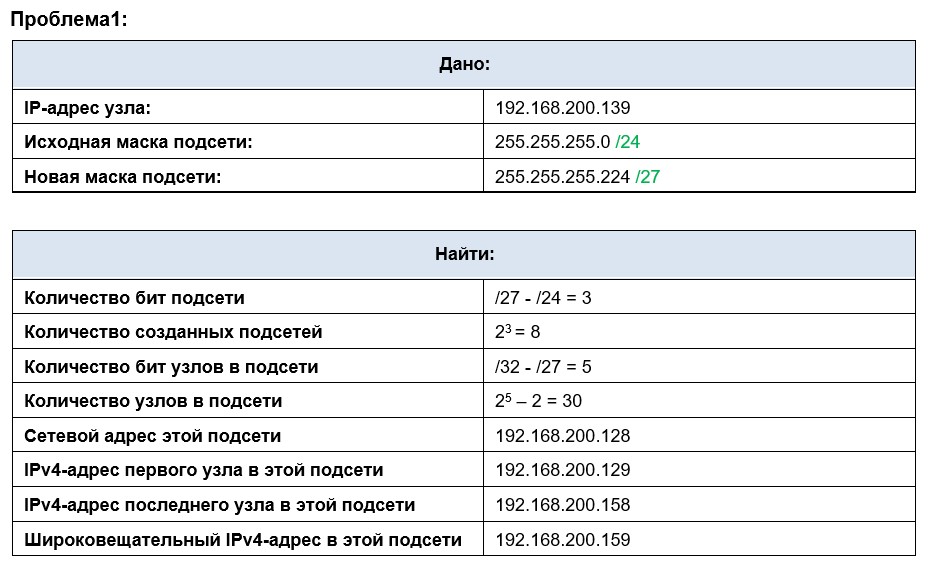 Проблема1:
Дано:
IP-адрес узла: 192.168.200.139
Исходная маска подсети: 255.255.255.0 /24
Новая маска подсети: 255.255.255.224 /27
Найти:
Количество бит подсети /27 - /24 = 3
Количество созданных подсетей 2³ = 8
Количество бит узлов в подсети /32 - /27 = 5
Количество узлов в подсети 2⁵ – 2 = 30
Сетевой адрес этой подсети 192.168.200.128
IPv4-адрес первого узла в этой подсети 192.168.200.129
IPv4-адрес последнего узла в этой подсети 192.168.200.158
Широковещательный IPv4-адрес в этой подсети 192.168.200.159